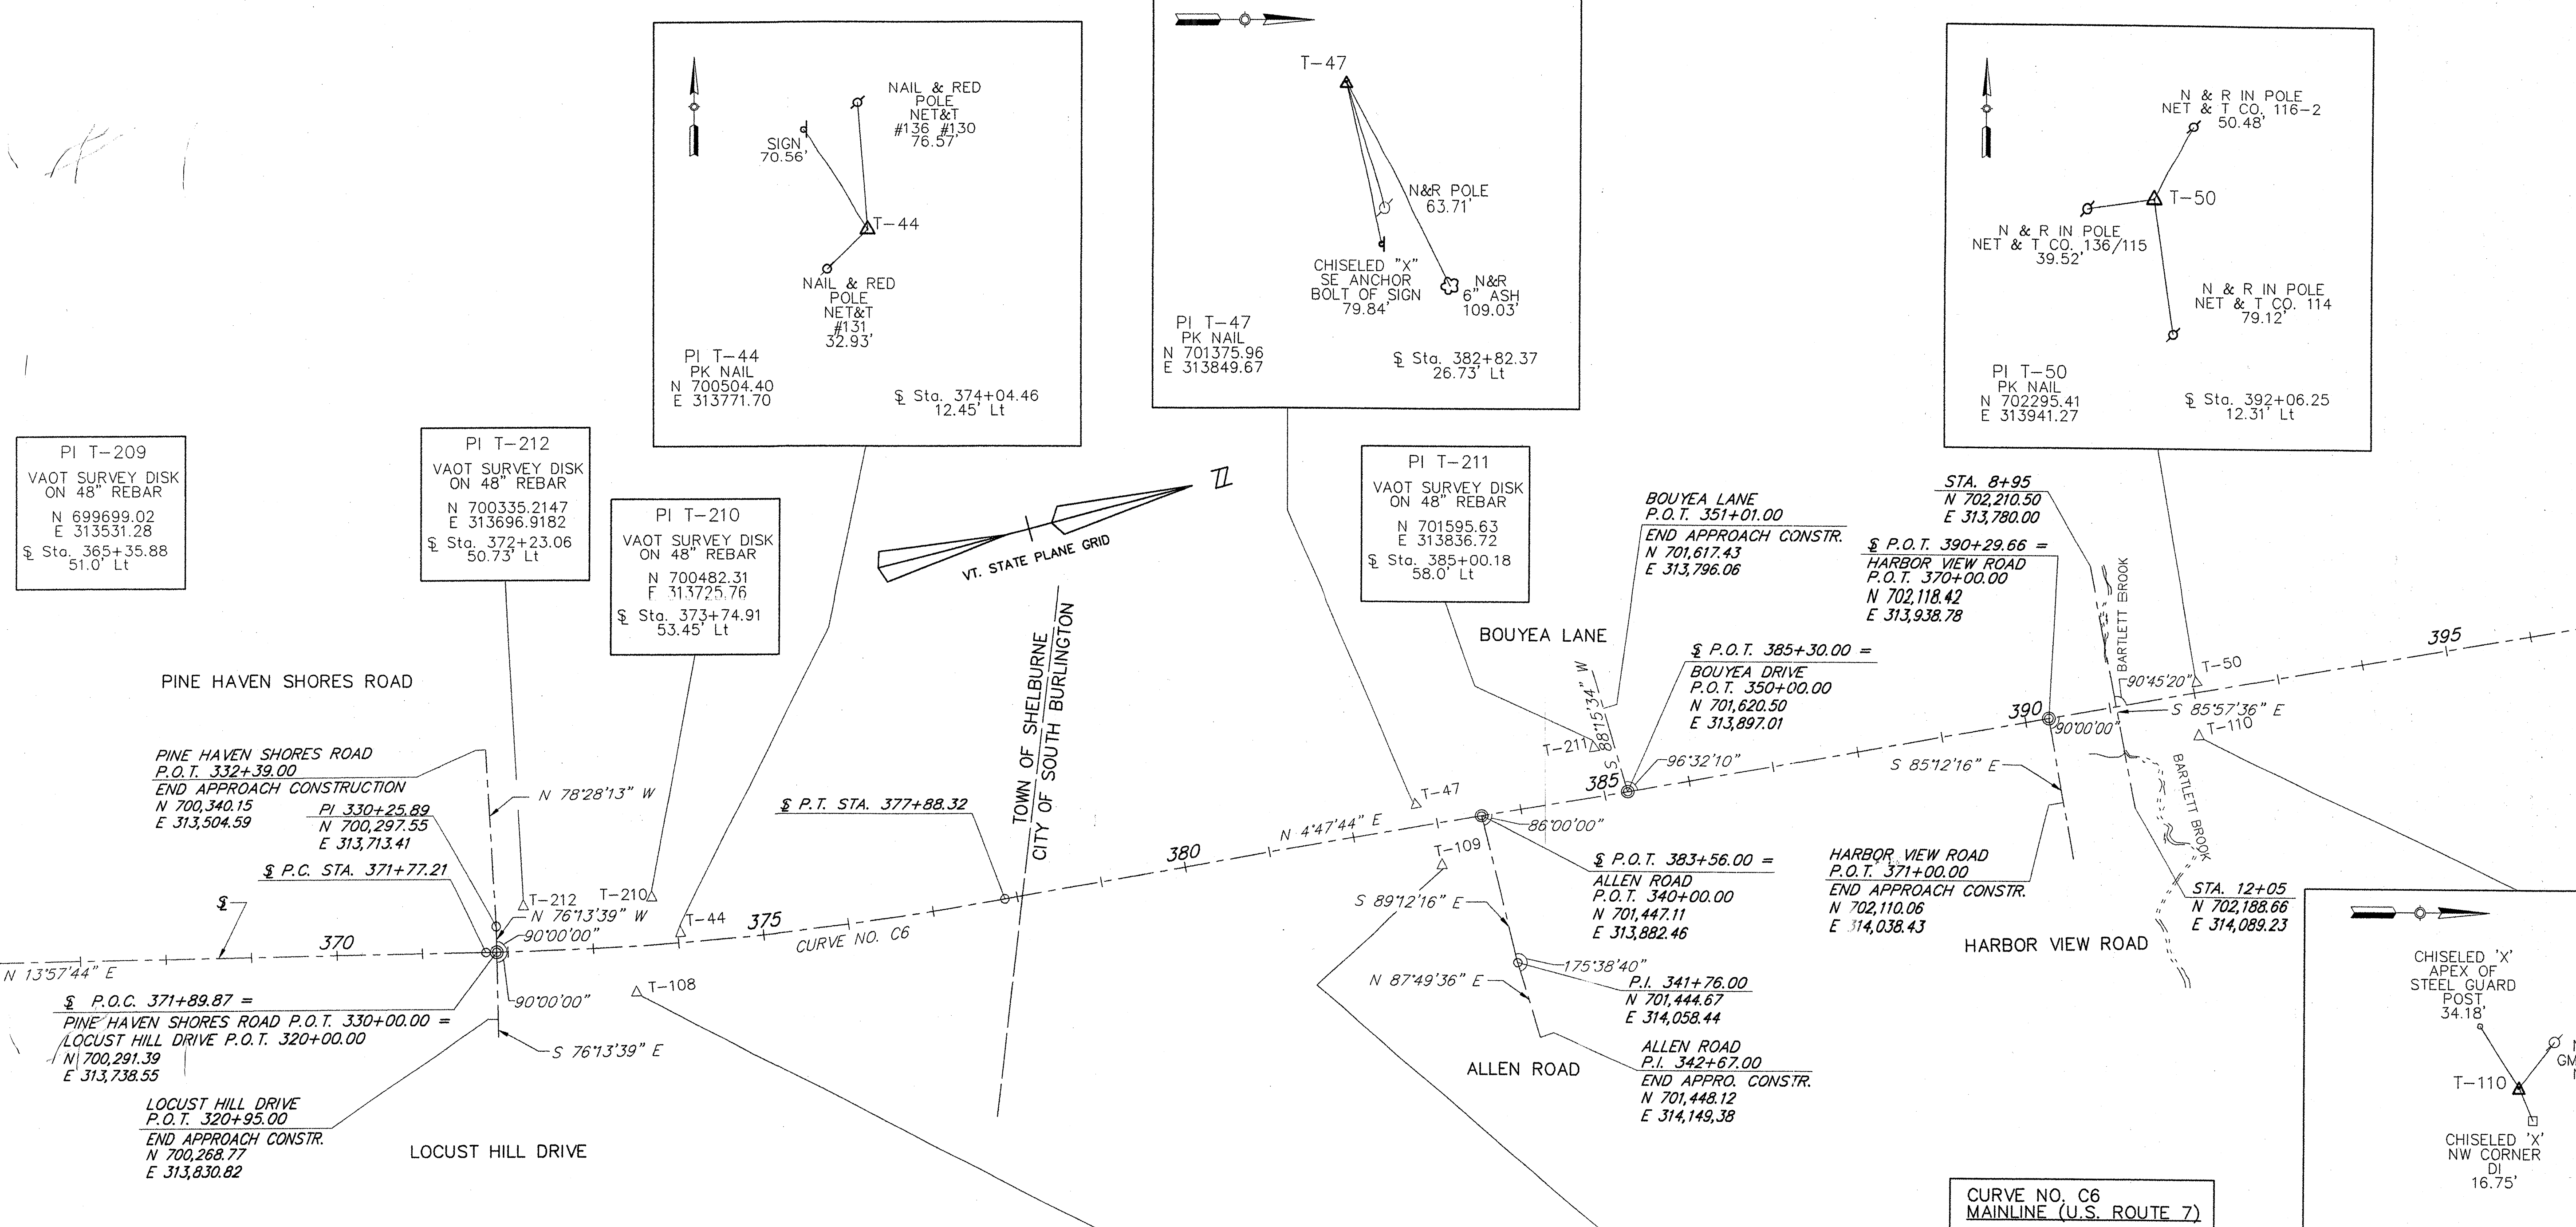 PI T-209
VAOT SURVEY DISK
ON 48" REBAR
N 699699.02
E 313531.28
℄ Sta. 365+35.88
51.0' Lt
PI T-212
VAOT SURVEY DISK
ON 48" REBAR
N 700335.2147
E 313696.9182
℄ Sta. 372+23.06
50.73' Lt
PI T-210
VAOT SURVEY DISK
ON 48" REBAR
N 700482.31
E 313725.76
℄ Sta. 373+74.91
53.45' Lt
NAIL & RED
POLE
NET&T
#136 #130
76.57'
SIGN
70.56'
T-44
NAIL & RED
POLE
NET&T
#131
32.93'
PI T-44
PK NAIL
N 700504.40
E 313771.70
℄ Sta. 374+04.46
12.45' Lt
T-47
N&R POLE
63.71'
CHISELED "X"
SE ANCHOR
BOLT OF SIGN
79.84'
N&R
6" ASH
109.03'
PI T-47
PK NAIL
N 701375.96
E 313849.67
℄ Sta. 382+82.37
26.73' Lt
N & R IN POLE
NET & T CO. 116-2
50.48'
T-50
N & R IN POLE
NET & T CO. 136/115
39.52'
N & R IN POLE
NET & T CO. 114
79.12'
PI T-50
PK NAIL
N 702295.41
E 313941.27
℄ Sta. 392+06.25
12.31' Lt
PI T-211
VAOT SURVEY DISK
ON 48" REBAR
N 701595.63
E 313836.72
℄ Sta. 385+00.18
58.0' Lt
VT. STATE PLANE GRID
TOWN OF SHELBURNE
CITY OF SOUTH BURLINGTON
BOUYEA LANE
P.O.T. 351+01.00
END APPROACH CONSTR.
N 701,617.43
E 313,796.06
BOUYEA LANE
℄ P.O.T. 385+30.00 =
BOUYEA DRIVE
P.O.T. 350+00.00
N 701,620.50
E 313,897.01
STA. 8+95
N 702,210.50
E 313,780.00
℄ P.O.T. 390+29.66 =
HARBOR VIEW ROAD
P.O.T. 370+00.00
N 702,118.42
E 313,938.78
BARTLETT BROOK
395
T-50
90°45'20"
S 85°57'36" E
T-110
390
90°00'00"
S 85°12'16" E
BARTLETT BROOK
PINE HAVEN SHORES ROAD
PINE HAVEN SHORES ROAD
P.O.T. 332+39.00
END APPROACH CONSTRUCTION
N 700,340.15
E 313,504.59
PI 330+25.89
N 700,297.55
E 313,713.41
℄ P.C. STA. 371+77.21
℄
370
N 13°57'44" E
N 78°28'13" W
T-212
N 76°13'39" W
90°00'00"
T-210
T-44
375
CURVE NO. C6
℄ P.T. STA. 377+88.32
380
N 4°47'44" E
T-47
T-109
T-211
S 88°15'34" W
385
96°32'10"
86°00'00"
℄ P.O.C. 371+89.87 =
PINE HAVEN SHORES ROAD P.O.T. 330+00.00 =
LOCUST HILL DRIVE P.O.T. 320+00.00
N 700,291.39
E 313,738.55
90°00'00"
S 76°13'39" E
T-108
LOCUST HILL DRIVE
P.O.T. 320+95.00
END APPROACH CONSTR.
N 700,268.77
E 313,830.82
LOCUST HILL DRIVE
S 89°12'16" E
N 87°49'36" E
175°38'40"
℄ P.O.T. 383+56.00 =
ALLEN ROAD
P.O.T. 340+00.00
N 701,447.11
E 313,882.46
P.I. 341+76.00
N 701,444.67
E 314,058.44
ALLEN ROAD
P.I. 342+67.00
END APPRO. CONSTR.
N 701,448.12
E 314,149,38
ALLEN ROAD
HARBOR VIEW ROAD
P.O.T. 371+00.00
END APPROACH CONSTR.
N 702,110.06
E 314,038.43
HARBOR VIEW ROAD
STA. 12+05
N 702,188.66
E 314,089.23
CHISELED 'X'
APEX OF
STEEL GUARD
POST
34.18'
T-110
CHISELED 'X'
NW CORNER
DI
16.75'
CURVE NO. C6
MAINLINE (U.S. ROUTE 7)